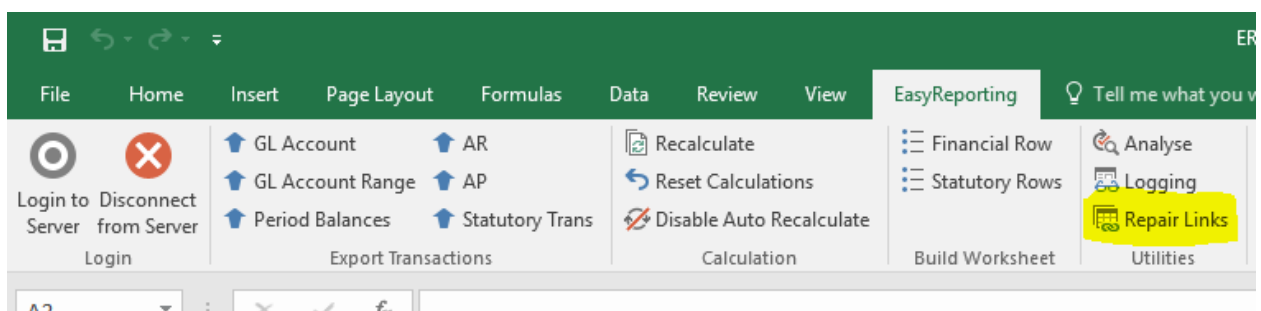 ER
File Home Insert Page Layout Formulas Data Review View EasyReporting Tell me what you w
Login to Server
Disconnect from Server
Login
GL Account
GL Account Range
Period Balances
AR
AP
Statutory Trans
Export Transactions
Recalculate
Reset Calculations
Disable Auto Recalculate
Calculation
Financial Row
Statutory Rows
Build Worksheet
Analyse
Logging
Repair Links
Utilities
A2
fx